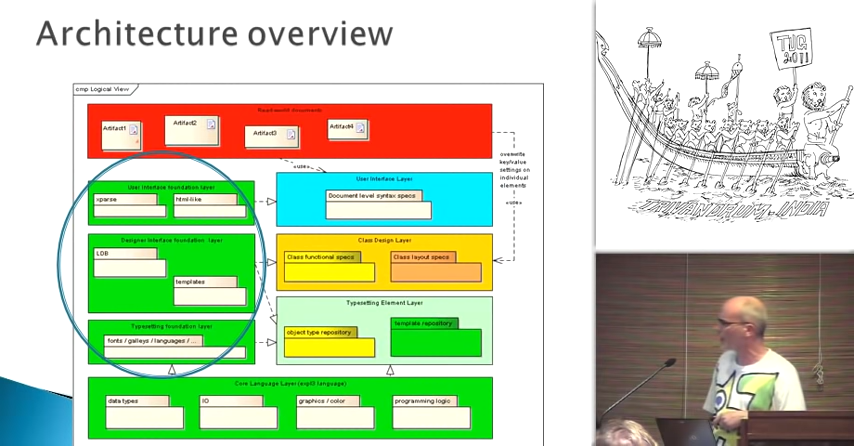 Architecture overview
cmp Logical View
Artifact1
Artifact2
Artifact3
Artifact4
«use»
overwrite
key/value
settings on
individual
elements
«use»
User Interface foundation layer
xparse
html-like
User Interface Layer
Document level syntax specs
Designer Interface foundation layer
LDB
templates
Class Design Layer
Class functional specs
Class layout specs
Typesetting foundation layer
fonts / galleys / languages / ...
Typesetting Element Layer
object type repository
template repository
Core Language Layer (expl3 language)
data types
IO
graphics / color
programming logic
TUG
2011
TRIVANDRUM, INDIA